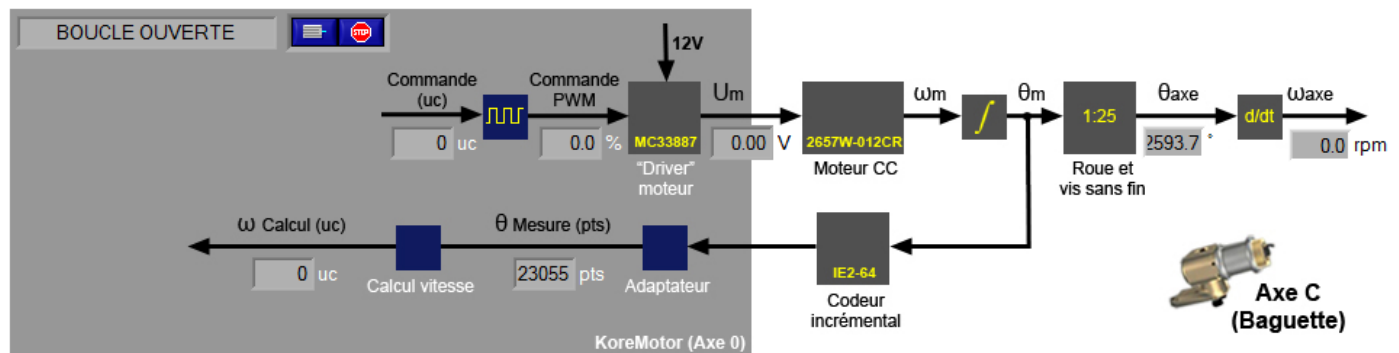 BOUCLE OUVERTE
STOP
12V
Commande
(uc)
0 uc
Commande
PWM
0.0 %
MC33887
"Driver"
moteur
Um
0.00 V
2657W-012CR
Moteur CC
ωm
∫
θm
1:25
Roue et
vis sans fin
θaxe
2593.7 °
d/dt
ωaxe
0.0 rpm
ω Calcul (uc)
0 uc
Calcul vitesse
θ Mesure (pts)
23055 pts
Adaptateur
IE2-64
Codeur
incrémental
Axe C
(Baguette)
KoreMotor (Axe 0)